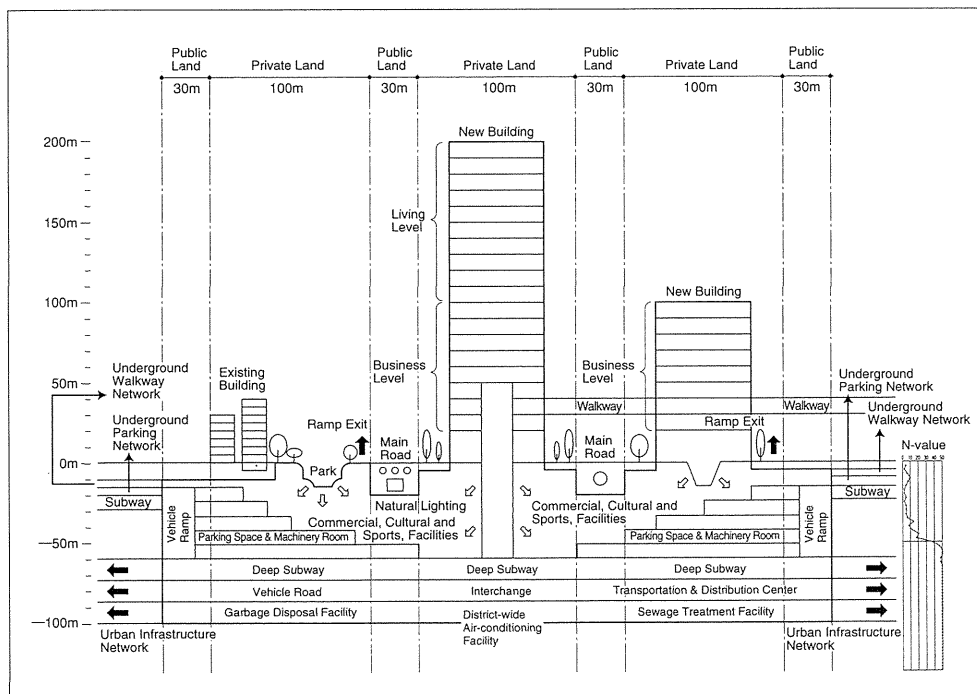 Public
Land
Private Land
Public
Land
Private Land
Public
Land
Private Land
Public
Land
30m
100m
30m
100m
30m
100m
30m
200m
150m
100m
50m
0m
—50m
—100m
New Building
Living
Level
Business
Level
New Building
Business
Level
Underground
Walkway
Network
Underground
Parking
Network
Existing
Building
Ramp Exit
Main
Road
Park
Walkway
Main
Road
Walkway
Ramp Exit
Underground
Parking Network
Underground
Walkway Network
N-value
0 10 20 30 40 50
Subway
Vehicle
Ramp
Natural Lighting
Commercial, Cultural and
Sports, Facilities
Parking Space & Machinery Room
Commercial, Cultural and
Sports, Facilities
Parking Space & Machinery Room
Vehicle
Ramp
Subway
Deep Subway
Deep Subway
Deep Subway
Vehicle Road
Interchange
Transportation & Distribution Center
Garbage Disposal Facility
District-wide
Air-conditioning
Facility
Sewage Treatment Facility
Urban Infrastructure
Network
Urban Infrastructure
Network